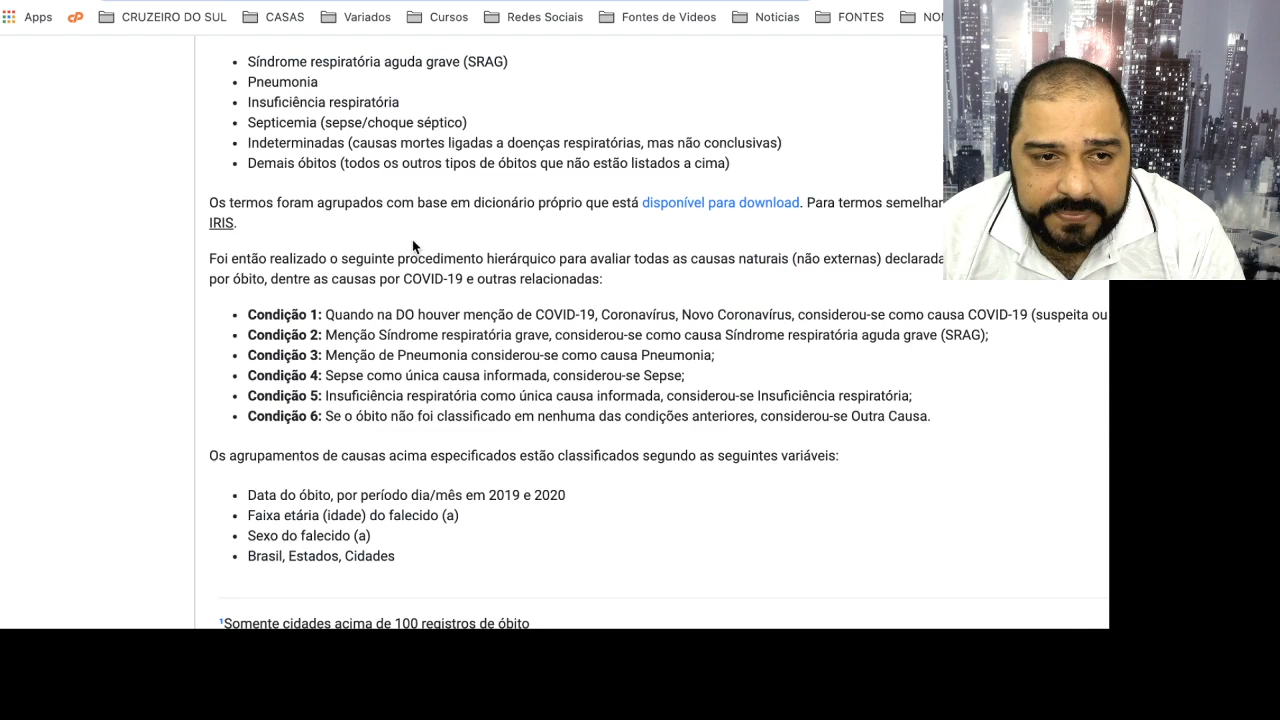 Apps CRUZEIRO DO SUL CASAS Variados Cursos Redes Sociais Fontes de Videos Noticias FONTES
Síndrome respiratória aguda grave (SRAG)
Pneumonia
Insuficiência respiratória
Septicemia (sepse/choque séptico)
Indeterminadas (causas mortes ligadas a doenças respiratórias, mas não conclusivas)
Demais óbitos (todos os outros tipos de óbitos que não estão listados a cima)
Os termos foram agrupados com base em dicionário próprio que está disponível para download. Para termos
IRIS.
Foi então realizado o seguinte procedimento hierárquico para avaliar todas as causas naturais (não externas)
por óbito, dentre as causas por COVID-19 e outras relacionadas:
Condição 1: Quando na DO houver menção de COVID-19, Coronavírus, Novo Coronavírus, considerou-se como causa COVID-19 (suspeita ou
Condição 2: Menção Síndrome respiratória grave, considerou-se como causa Síndrome respiratória aguda grave (SRAG);
Condição 3: Menção de Pneumonia considerou-se como causa Pneumonia;
Condição 4: Sepse como única causa informada, considerou-se Sepse;
Condição 5: Insuficiência respiratória como única causa informada, considerou-se Insuficiência respiratória;
Condição 6: Se o óbito não foi classificado em nenhuma das condições anteriores, considerou-se Outra Causa.
Os agrupamentos de causas acima especificados estão classificados segundo as seguintes variáveis:
Data do óbito, por período dia/mês em 2019 e 2020
Faixa etária (idade) do falecido (a)
Sexo do falecido (a)
Brasil, Estados, Cidades
¹Somente cidades acima de 100 registros de óbito